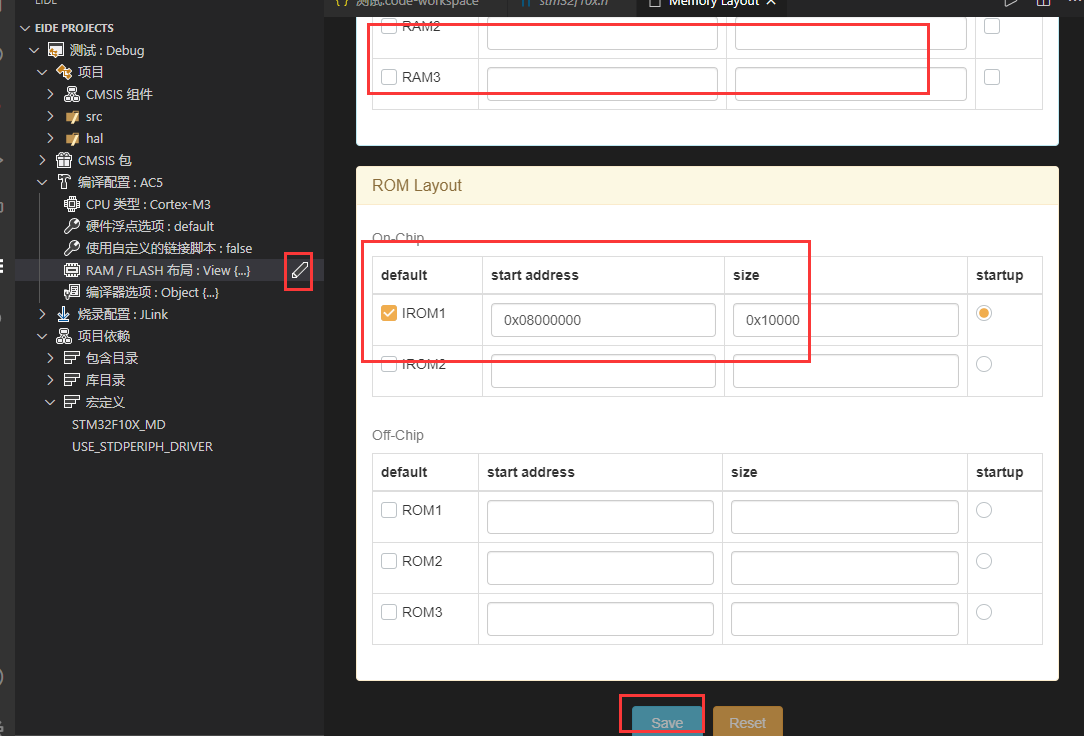 EIDE
测试.code-workspace
stm32f10x.h
Memory Layout
EIDE PROJECTS
测试 : Debug
项目
CMSIS 组件
src
hal
CMSIS 包
编译配置 : AC5
CPU 类型 : Cortex-M3
硬件浮点选项 : default
使用自定义的链接脚本 : false
RAM / FLASH 布局 : View {...}
编译器选项 : Object {...}
烧录配置 : JLink
项目依赖
包含目录
库目录
宏定义
STM32F10X_MD
USE_STDPERIPH_DRIVER
RAM2
RAM3
ROM Layout
On-Chip
default start address size startup
IROM1 0x08000000 0x10000
IROM2
Off-Chip
default start address size startup
ROM1
ROM2
ROM3
Save Reset